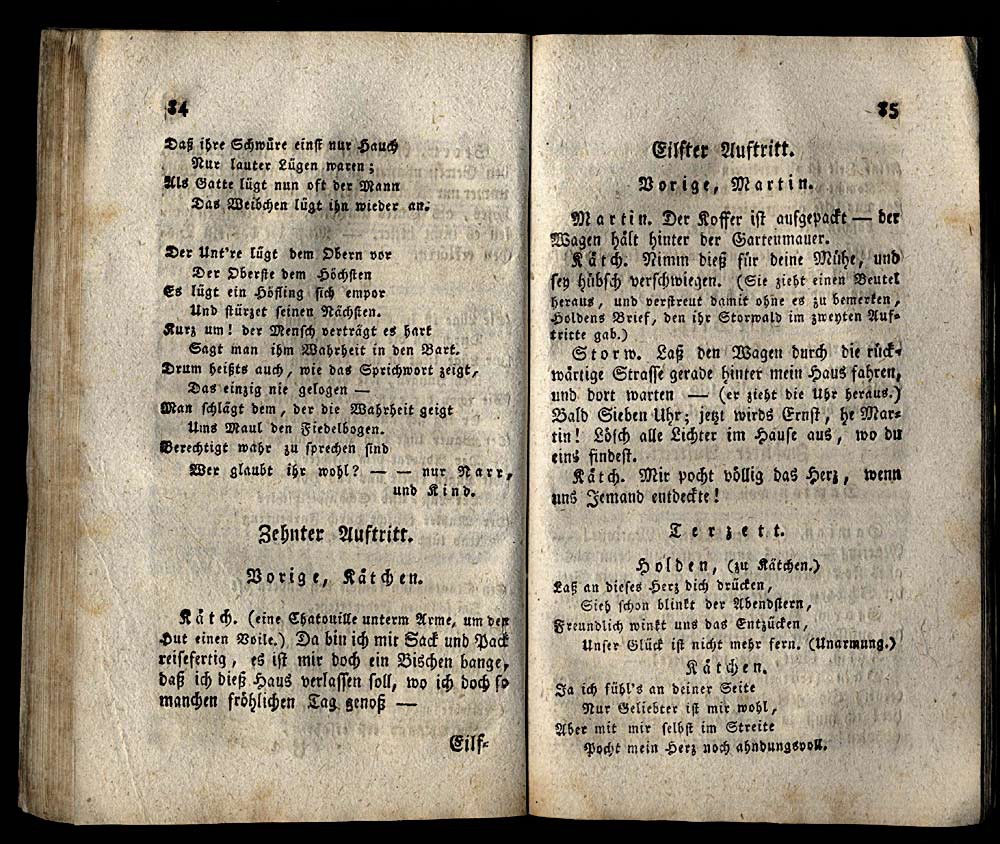 84
Daß ihre Schwüre einst nur Hauch
Nur lauter Lügen waren;
Als Gatte lügt nun oft der Mann
Das Weibchen lügt ihn wieder an.
Der Unt're lügt dem Obern vor
Der Oberste dem Höchsten
Es lügt ein Höfling sich empor
Und stürzet seinen Nächsten.
Kurz um! der Mensch verträgt es hart
Sagt man ihm Wahrheit in den Bart.
Drum heißts auch, wie das Sprichwort zeigt,
Das einzig nie gelogen —
Man schlägt dem, der die Wahrheit geigt
Ums Maul den Fiedelbogen.
Berechtigt wahr zu sprechen sind
Wer glaubt ihr wohl? — — nur Narr,
und Kind.
Zehnter Auftritt.
Vorige, Kätchen.
Kätch. (eine Chatouille unterm Arme, um den
Hut einen Voile.) Da bin ich mit Sack und Pack
reisefertig, es ist mir doch ein Bischen bange,
daß ich dieß Haus verlassen soll, wo ich doch so
manchen fröhlichen Tag genoß —
Eilf-
85
Eilfter Auftritt.
Vorige, Martin.
Martin. Der Koffer ist aufgepackt — der
Wagen hält hinter der Gartenmauer.
Kätch. Nimm dieß für deine Mühe, und
sey hübsch verschwiegen. (Sie zieht einen Beutel
heraus, und verstreut damit ohne es zu bemerken,
Holdens Brief, den ihr Storwald im zweyten Auf-
tritte gab.)
Storw. Laß den Wagen durch die rück-
wärtige Strasse gerade hinter mein Haus fahren,
und dort warten — (er zieht die Uhr heraus.)
Bald Sieben Uhr; jetzt wirds Ernst, he Mar-
tin! Lösch alle Lichter im Hause aus, wo du
eins findest.
Kätch. Mir pocht völlig das Herz, wenn
uns Jemand entdeckte!
Terzett.
Holden, (zu Kätchen.)
Laß an dieses Herz dich drücken,
Sieh schon blinkt der Abendstern,
Freundlich winkt uns das Entzücken,
Unser Glück ist nicht mehr fern. (Unarmung.)
Kätchen.
Ja ich fühl's an deiner Seite
Nur Geliebter ist mir wohl,
Aber mit mir selbst im Streite
Pocht mein Herz noch ahndungsvoll.